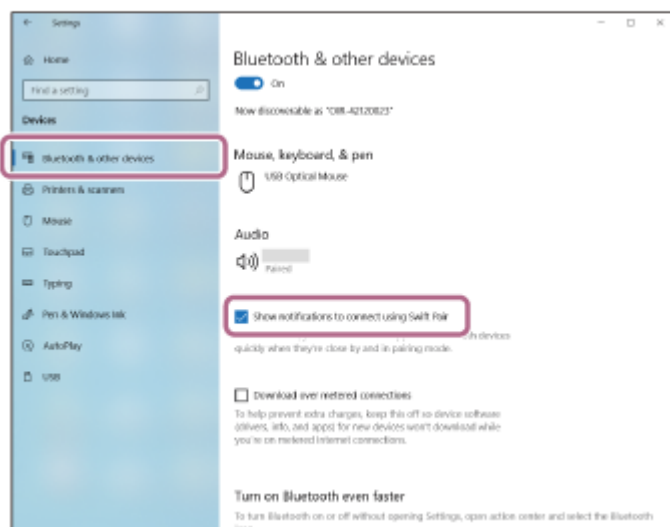 Settings
Home
Find a setting
Devices
Bluetooth & other devices
Printers & scanners
Mouse
Touchpad
Typing
Pen & Windows Ink
AutoPlay
USB
Bluetooth & other devices
On
Now discoverable as
Mouse, keyboard, & pen
USB Optical Mouse
Audio
Paired
Show notifications to connect using Swift Pair
devices
quickly when they're close by and in pairing mode.
Download over metered connections
To help prevent extra charges, keep this off so device software
(drivers, info, and apps) for new devices won't download while
you're on metered Internet connections.
Turn on Bluetooth even faster
To turn Bluetooth on or off without opening Settings, open action center and select the Bluetooth